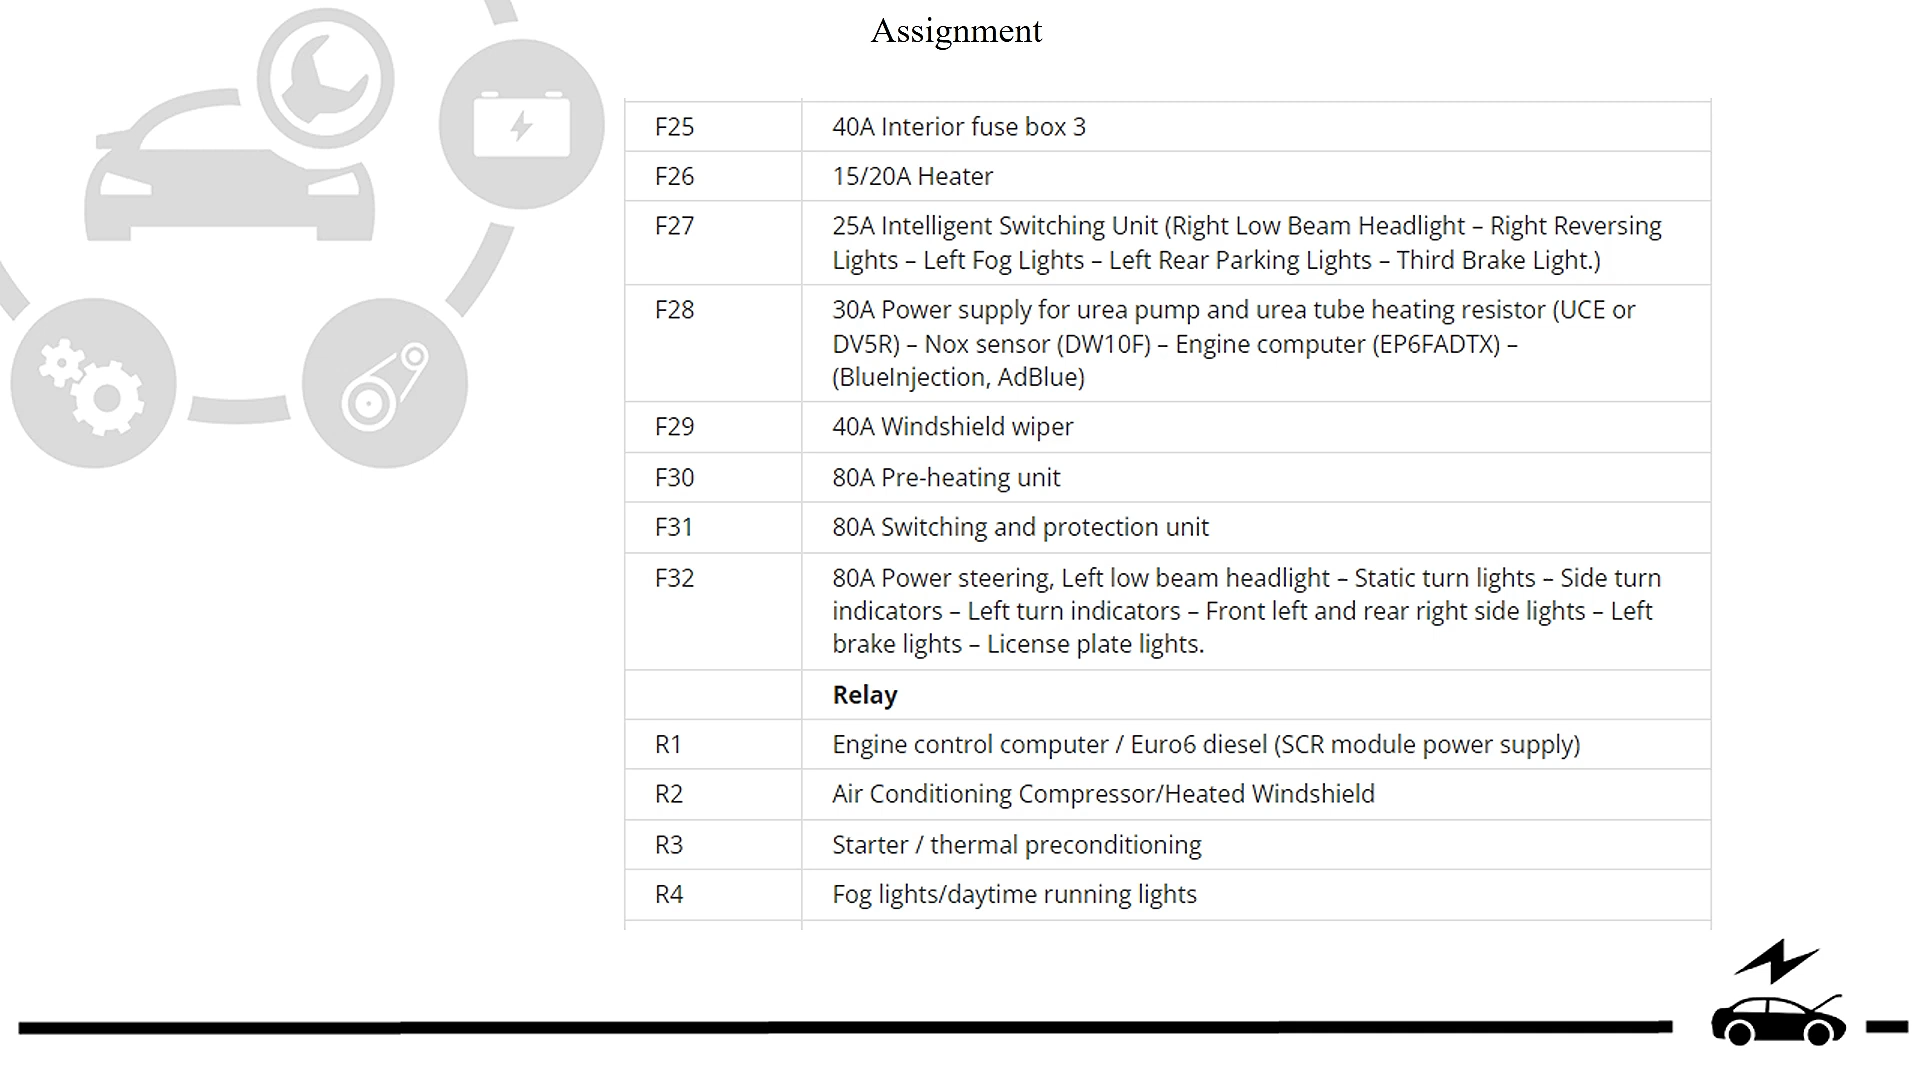 Assignment
F25 40A Interior fuse box 3
F26 15/20A Heater
F27 25A Intelligent Switching Unit (Right Low Beam Headlight – Right Reversing
Lights – Left Fog Lights – Left Rear Parking Lights – Third Brake Light.)
F28 30A Power supply for urea pump and urea tube heating resistor (UCE or
DV5R) – Nox sensor (DW10F) – Engine computer (EP6FADTX) –
(BlueInjection, AdBlue)
F29 40A Windshield wiper
F30 80A Pre-heating unit
F31 80A Switching and protection unit
F32 80A Power steering, Left low beam headlight – Static turn lights – Side turn
indicators – Left turn indicators – Front left and rear right side lights – Left
brake lights – License plate lights.
Relay
R1 Engine control computer / Euro6 diesel (SCR module power supply)
R2 Air Conditioning Compressor/Heated Windshield
R3 Starter / thermal preconditioning
R4 Fog lights/daytime running lights